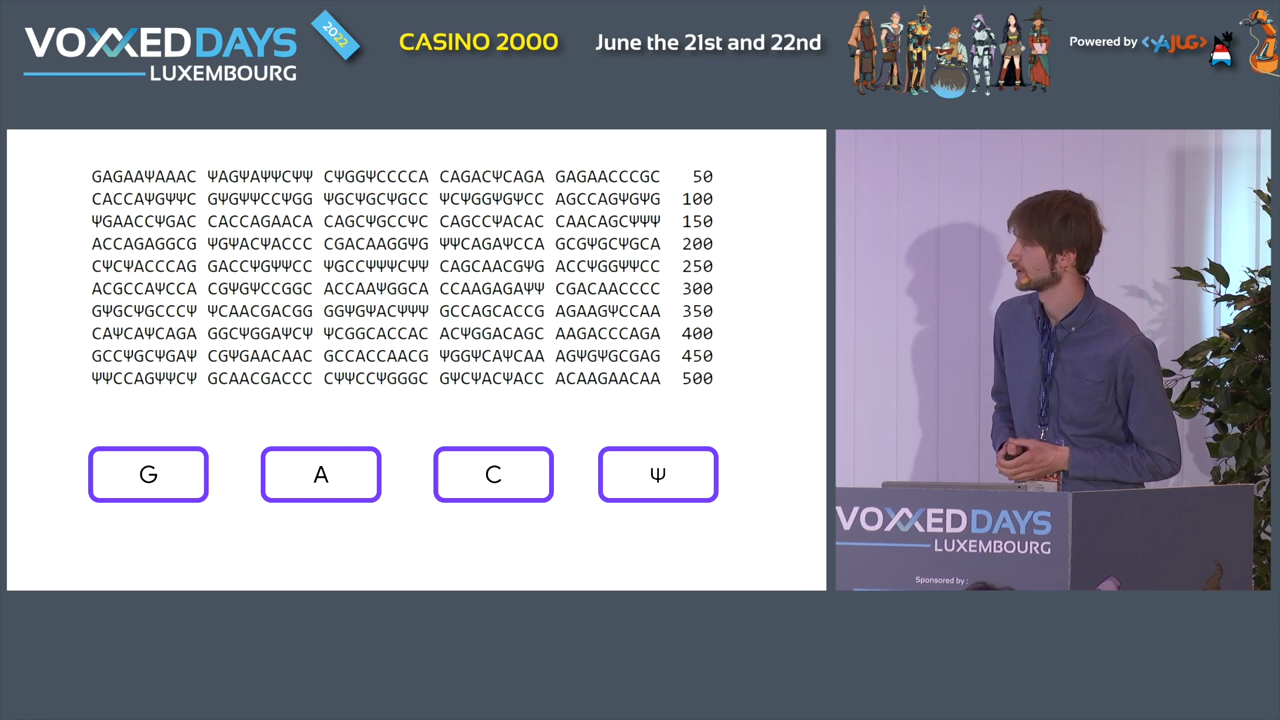 VOXXED DAYS
LUXEMBOURG
2022
CASINO 2000
June the 21st and 22nd
Powered by <YAJUG>
GAGAAΨAAAC ΨAGΨAΨΨCΨΨ CΨGGΨCCCCA CAGACΨCAGA GAGAACCCGC 50
CACCAΨGΨΨC GΨGΨΨCCΨGG ΨGCΨGCΨGCC ΨCΨGGΨGΨCC AGCCAGΨGΨG 100
ΨGAACCΨGAC CACCAGAACA CAGCΨGCCΨC CAGCCΨACAC CAACAGCΨΨΨ 150
ACCAGAGGCG ΨGΨACΨACCC CGACAAGGΨG ΨΨCAGAΨCCA GCGΨGCΨGCA 200
CΨCΨACCCAG GACCΨGΨΨCC ΨGCCΨΨΨCΨΨ CAGCAACGΨG ACCΨGGΨΨCC 250
ACGCCAΨCCA CGΨGΨCCGGC ACCAAΨGGCA CCAAGAGAΨΨ CGACAACCCC 300
GΨGCΨGCCCΨ ΨCAACGACGG GGΨGΨACΨΨΨ GCCAGCACCG AGAAGΨCCAA 350
CAΨCAΨCAGA GGCΨGGAΨCΨ ΨCGGCACCAC ACΨGGACAGC AAGACCCAGA 400
GCCΨGCΨGAΨ CGΨGAACAAC GCCACCAACG ΨGGΨCAΨCAA AGΨGΨGCGAG 450
ΨΨCCAGΨΨCΨ GCAACGACCC CΨΨCCΨGGGC GΨCΨACΨACC ACAAGAACAA 500
G A C Ψ
VOXXED DAYS
LUXEMBOURG
Sponsored by :